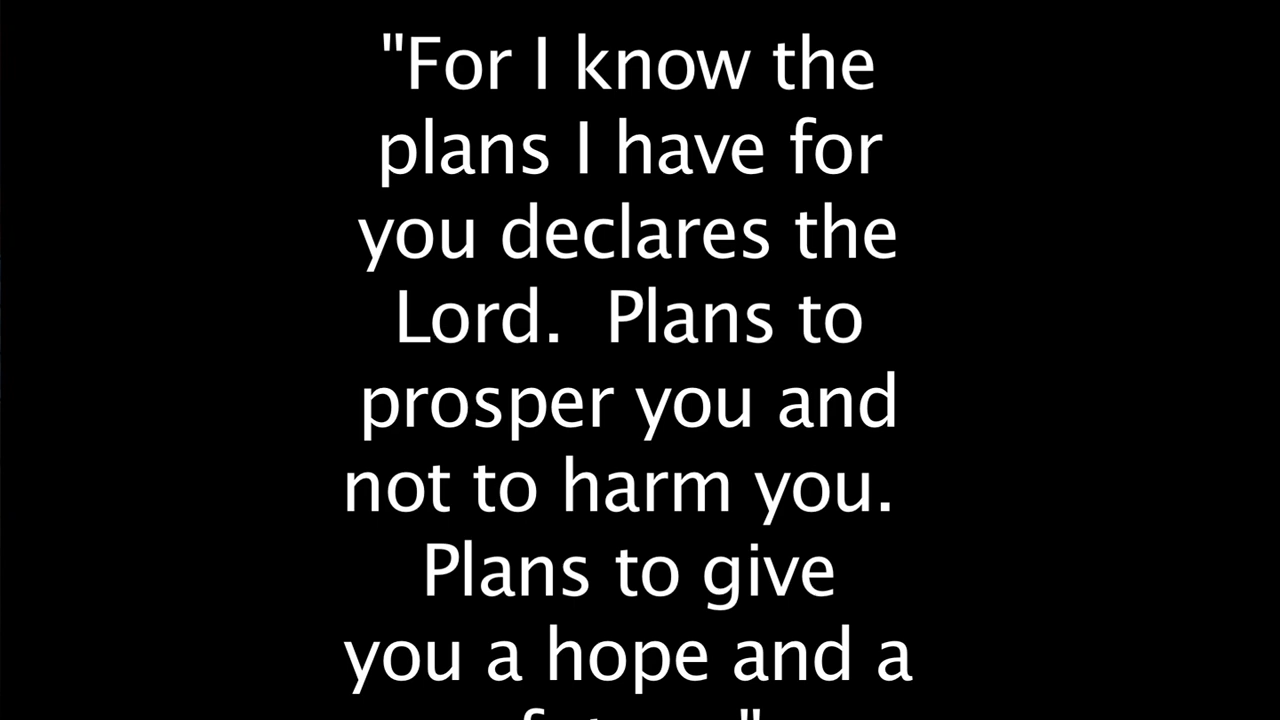 "For I know the
plans I have for
you declares the
Lord.  Plans to
prosper you and
not to harm you.
Plans to give
you a hope and a